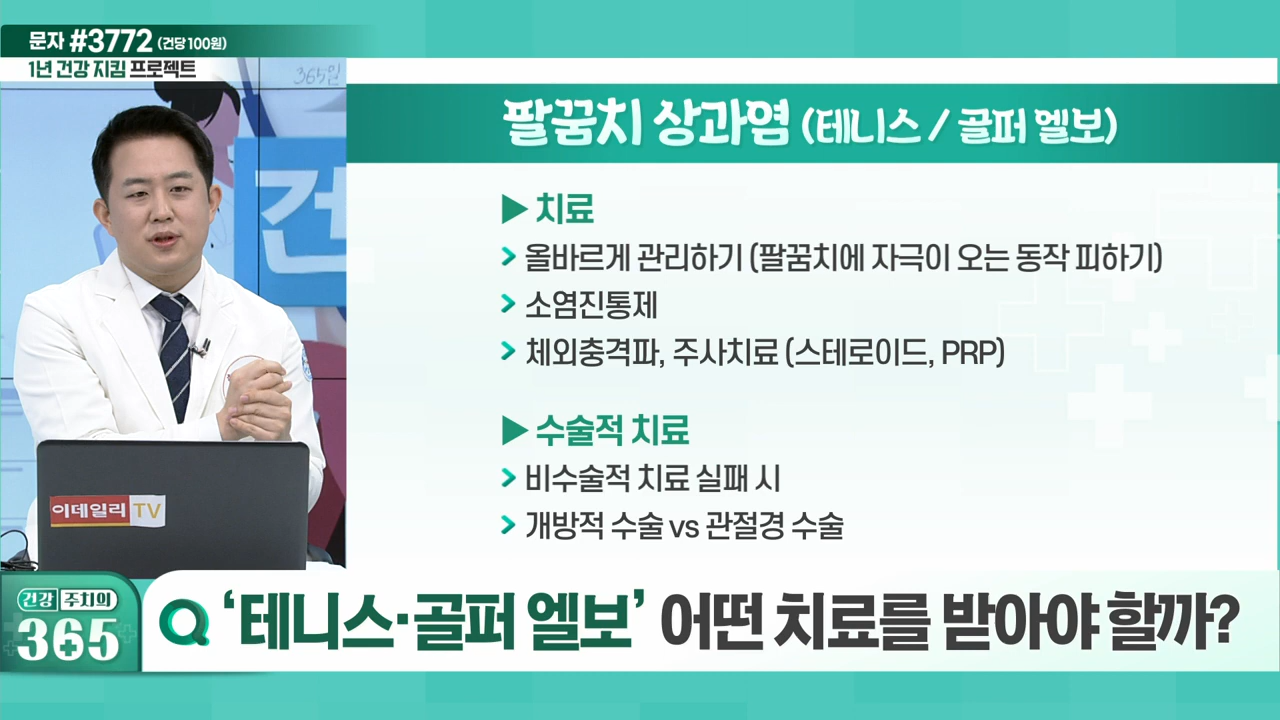 문자 #3772 (건당 100원)
1년 건강 지킴 프로젝트
365일
건
팔꿈치 상과염 (테니스 / 골퍼 엘보)
▶ 치료
> 올바르게 관리하기 (팔꿈치에 자극이 오는 동작 피하기)
> 소염진통제
> 체외충격파, 주사치료 (스테로이드, PRP)
▶ 수술적 치료
> 비수술적 치료 실패 시
> 개방적 수술 vs 관절경 수술
이데일리 TV
건강 주치의
365
Q ‘테니스·골퍼 엘보’ 어떤 치료를 받아야 할까?